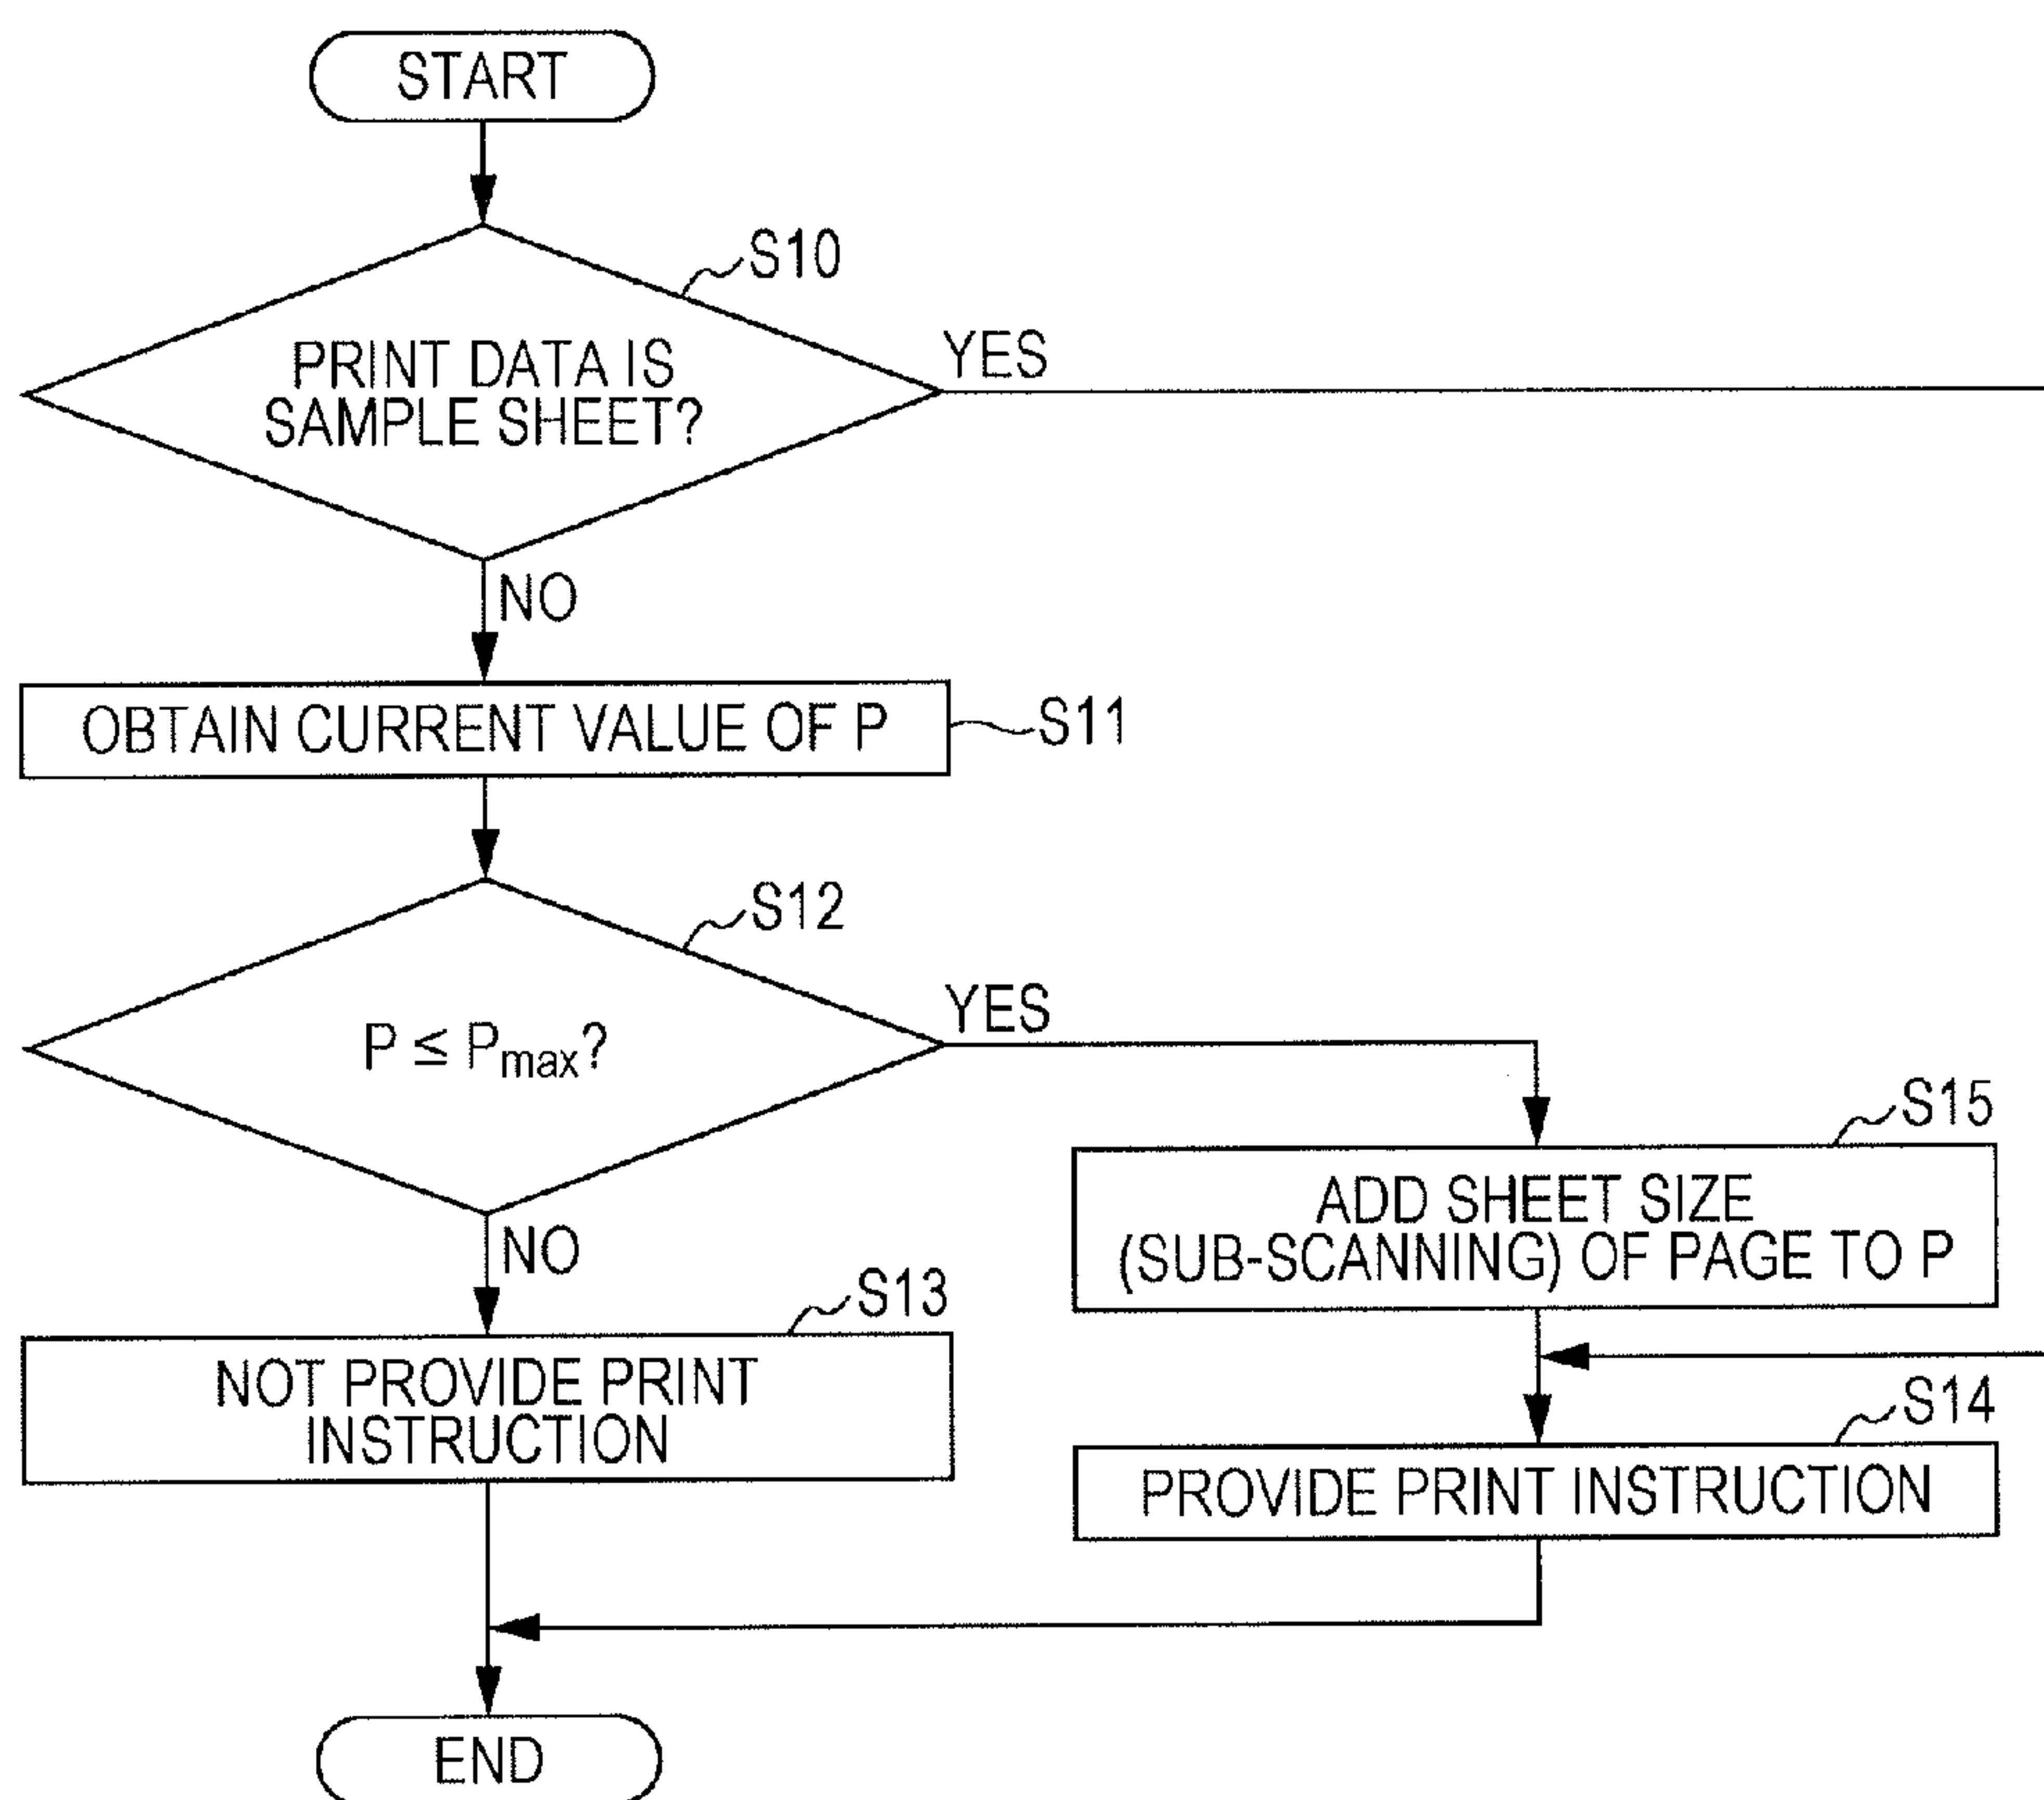 START
S10
PRINT DATA IS
SAMPLE SHEET?
YES
NO
OBTAIN CURRENT VALUE OF P
S11
S12
P ≤ Pmax?
YES
NO
S15
ADD SHEET SIZE
(SUB-SCANNING) OF PAGE TO P
S13
NOT PROVIDE PRINT
INSTRUCTION
S14
PROVIDE PRINT INSTRUCTION
END